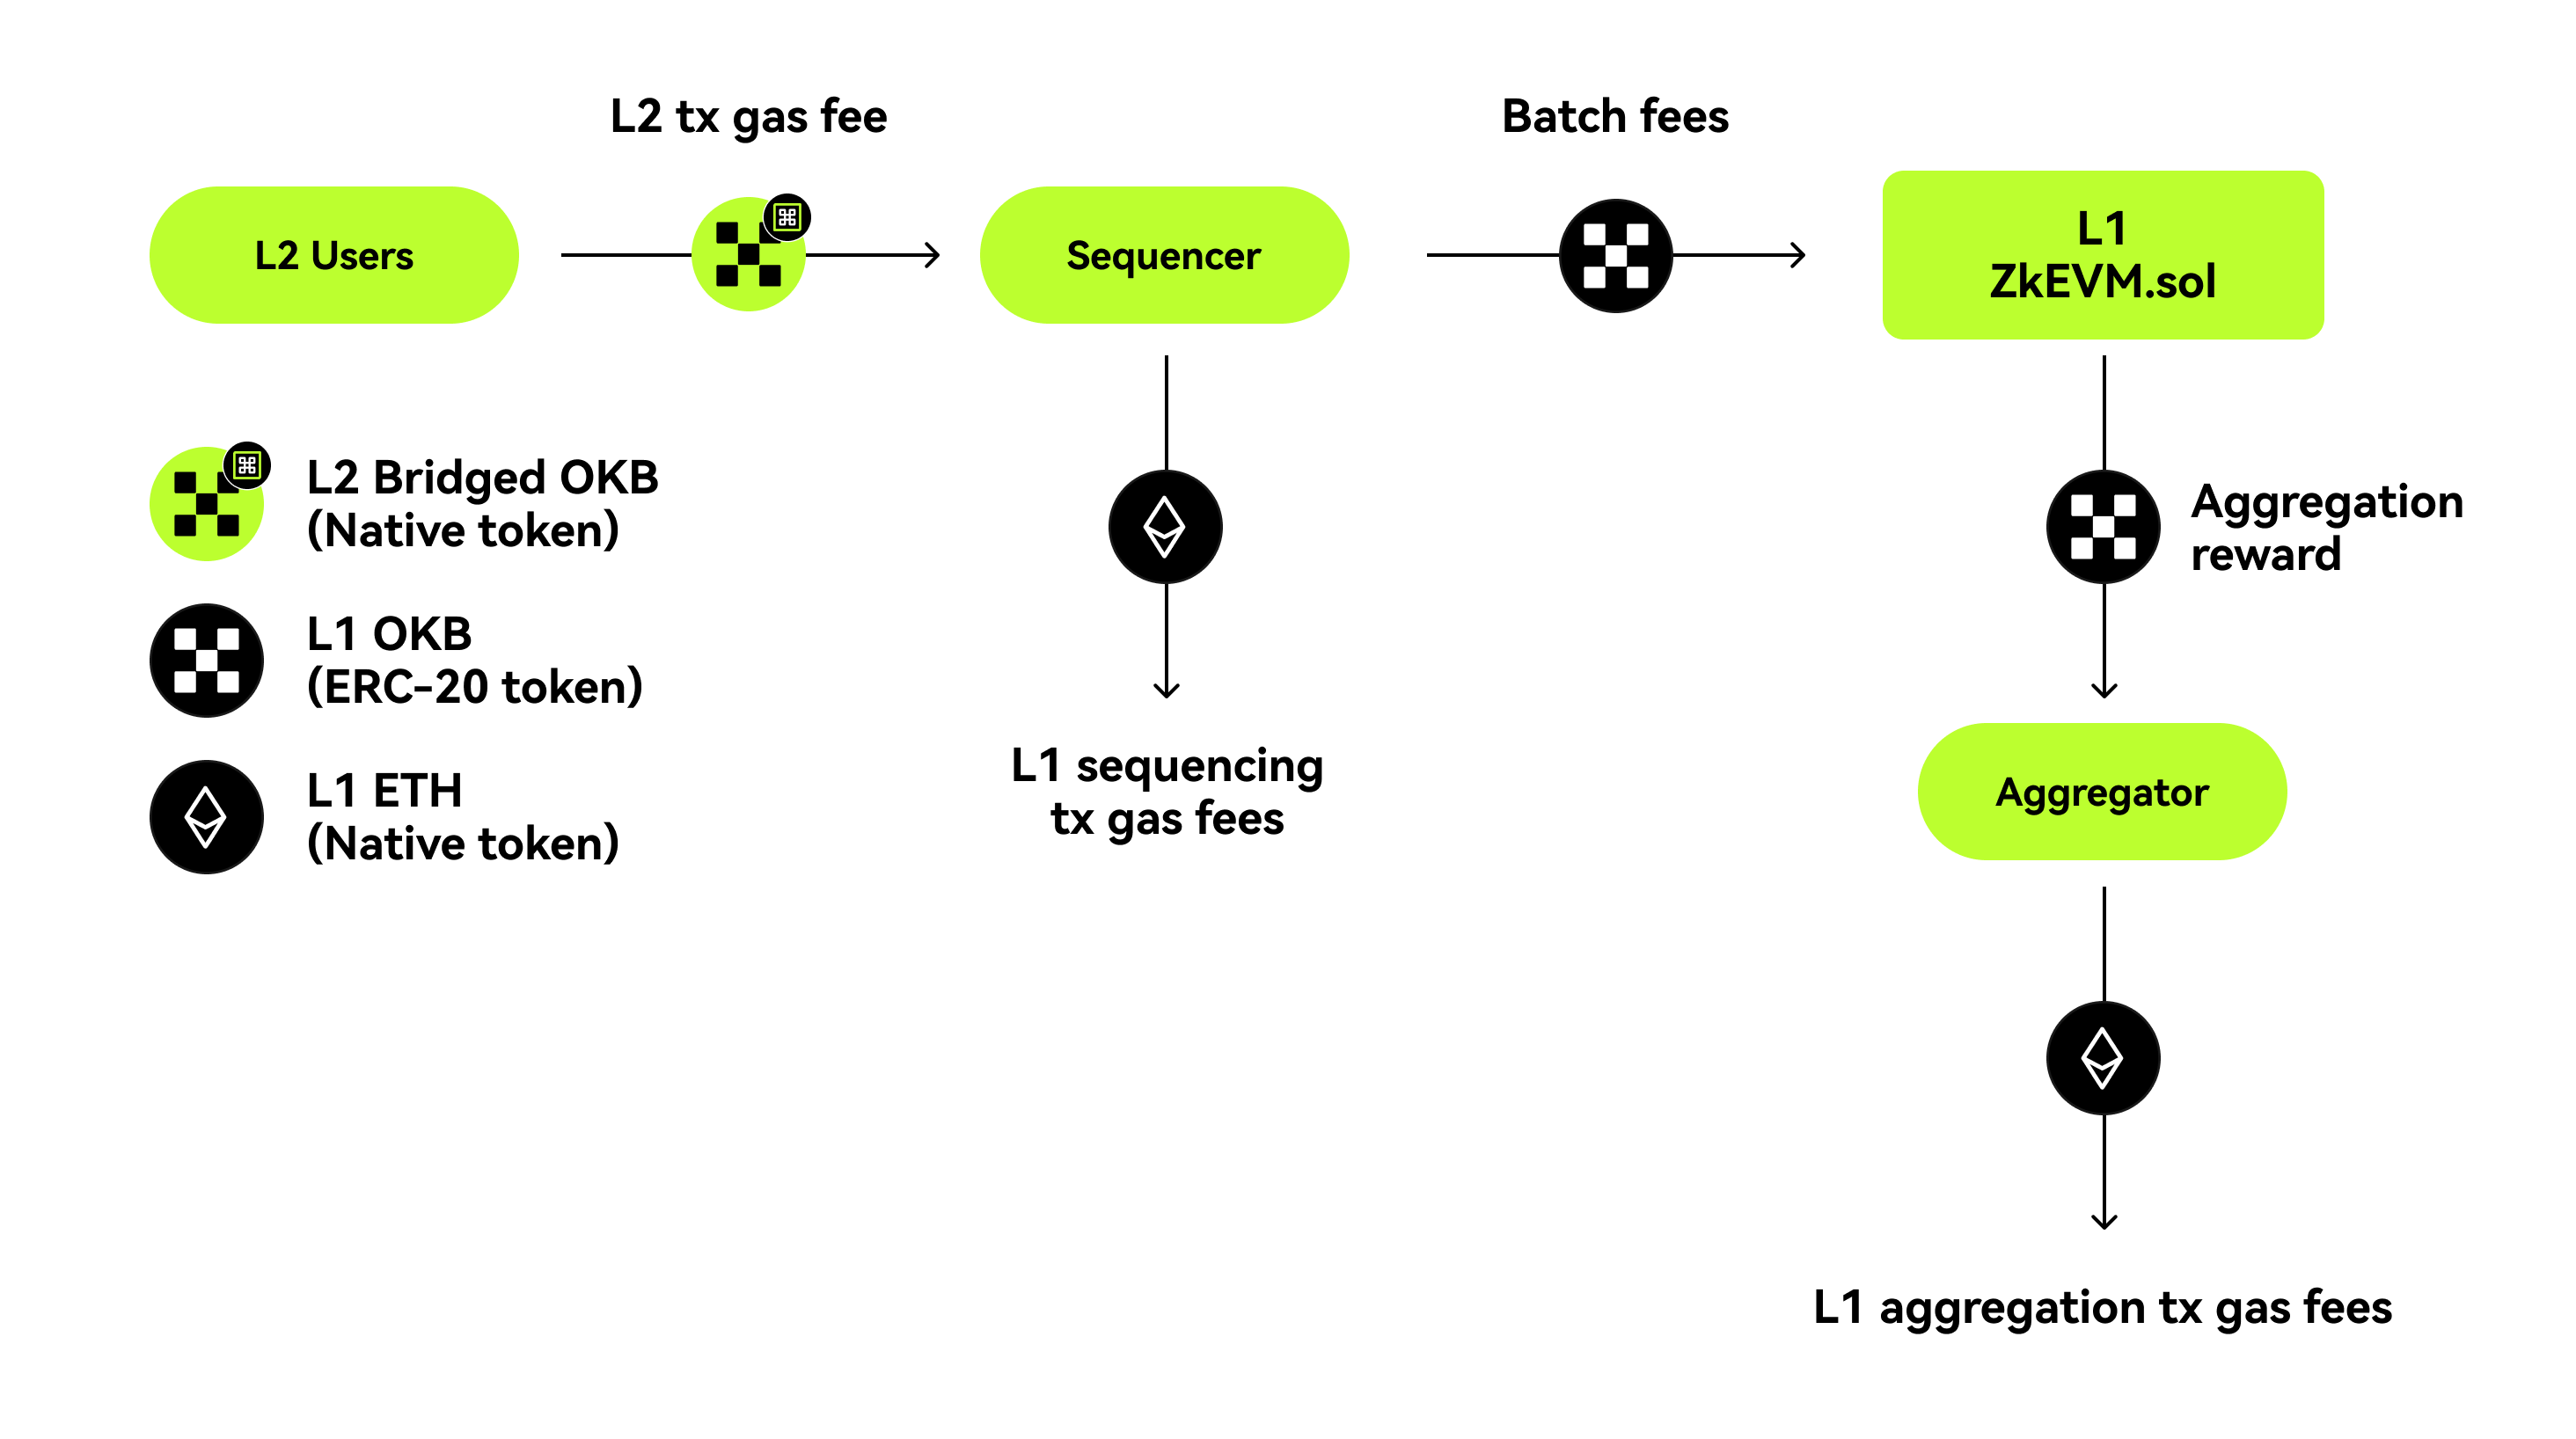 L2 tx gas fee
Batch fees
L2 Users
Sequencer
L1
ZkEVM.sol
L2 Bridged OKB
(Native token)
L1 OKB
(ERC-20 token)
L1 ETH
(Native token)
L1 sequencing
tx gas fees
Aggregation
reward
Aggregator
L1 aggregation tx gas fees